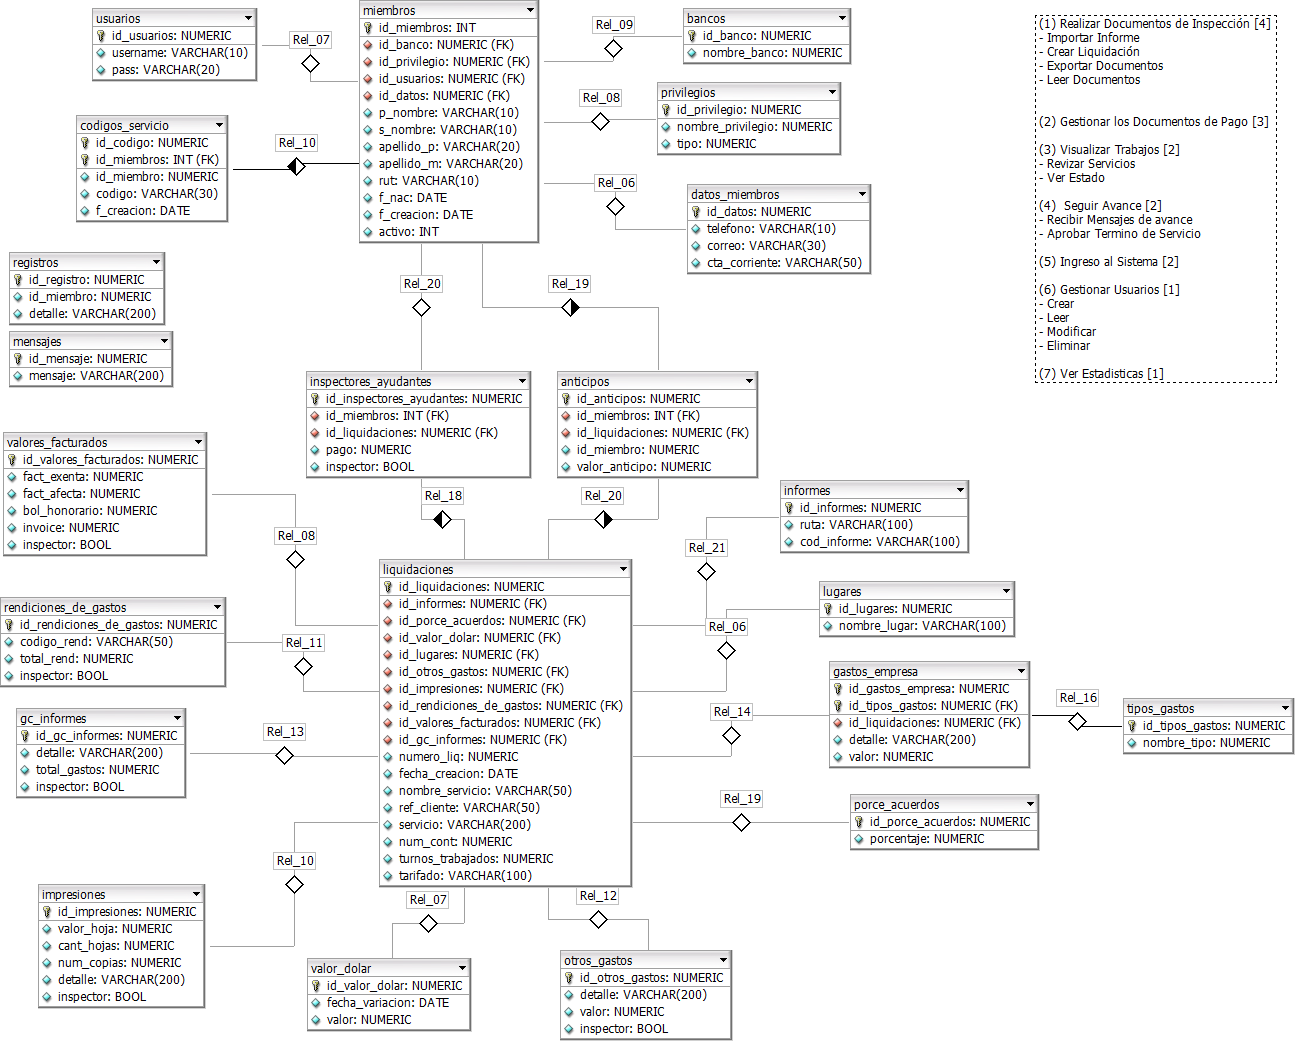 usuarios
id_usuarios: NUMERIC
username: VARCHAR(10)
pass: VARCHAR(20)
Rel_07
miembros
id_miembros: INT
id_banco: NUMERIC (FK)
id_privilegio: NUMERIC (FK)
id_usuarios: NUMERIC (FK)
id_datos: NUMERIC (FK)
p_nombre: VARCHAR(10)
s_nombre: VARCHAR(10)
apellido_p: VARCHAR(20)
apellido_m: VARCHAR(20)
rut: VARCHAR(10)
f_nac: DATE
f_creacion: DATE
activo: INT
Rel_09
bancos
id_banco: NUMERIC
nombre_banco: VARCHAR(20)
Rel_08
privilegios
id_privilegio: NUMERIC
nombre_privilegio: VARCHAR(20)
tipo: NUMERIC
Rel_06
datos_miembros
id_datos: NUMERIC
telefono: VARCHAR(10)
correo: VARCHAR(30)
cta_corriente: VARCHAR(50)
(1) Realizar Documentos de Inspección [4]
- Importar Informe
- Crear Liquidación
- Exportar Documentos
- Leer Documentos
(2) Gestionar los Documentos de Pago [3]
(3) Visualizar Trabajos [2]
- Revizar Servicios
- Ver Estado
(4)  Seguir Avance [2]
- Recibir Mensajes de avance
- Aprobar Termino de Servicio
(5) Ingreso al Sistema [2]
(6) Gestionar Usuarios [1]
- Crear
- Leer
- Modificar
- Eliminar
(7) Ver Estadisticas [1]
codigos_servicio
id_codigo: NUMERIC
id_miembros: INT (FK)
id_miembro: NUMERIC
codigo: VARCHAR(30)
f_creacion: DATE
Rel_10
registros
id_registro: NUMERIC
id_miembro: NUMERIC
detalle: VARCHAR(200)
mensajes
id_mensaje: NUMERIC
mensaje: VARCHAR(200)
Rel_20
Rel_19
inspectores_ayudantes
id_inspectores_ayudantes: NUMERIC
id_miembros: INT (FK)
id_liquidaciones: NUMERIC (FK)
pago: NUMERIC
inspector: BOOL
anticipos
id_anticipos: NUMERIC
id_miembros: INT (FK)
id_liquidaciones: NUMERIC (FK)
id_miembro: NUMERIC
valor_anticipo: NUMERIC
Rel_18
Rel_20
valores_facturados
id_valores_facturados: NUMERIC
fact_exenta: NUMERIC
fact_afecta: NUMERIC
bol_honorario: NUMERIC
invoice: NUMERIC
inspector: BOOL
Rel_08
informes
id_informes: NUMERIC
ruta: VARCHAR(100)
cod_informe: VARCHAR(100)
Rel_21
liquidaciones
id_liquidaciones: NUMERIC
id_informes: NUMERIC (FK)
id_porce_acuerdos: NUMERIC (FK)
id_valor_dolar: NUMERIC (FK)
id_lugares: NUMERIC (FK)
id_otros_gastos: NUMERIC (FK)
id_impresiones: NUMERIC (FK)
id_rendiciones_de_gastos: NUMERIC (FK)
id_valores_facturados: NUMERIC (FK)
id_gc_informes: NUMERIC (FK)
numero_liq: NUMERIC
fecha_creacion: DATE
nombre_servicio: VARCHAR(50)
ref_cliente: VARCHAR(50)
servicio: VARCHAR(200)
num_cont: NUMERIC
turnos_trabajados: NUMERIC
tarifado: VARCHAR(100)
lugares
id_lugares: NUMERIC
nombre_lugar: VARCHAR(100)
Rel_06
rendiciones_de_gastos
id_rendiciones_de_gastos: NUMERIC
codigo_rend: VARCHAR(50)
total_rend: NUMERIC
inspector: BOOL
Rel_11
gastos_empresa
id_gastos_empresa: NUMERIC
id_tipos_gastos: NUMERIC (FK)
id_liquidaciones: NUMERIC (FK)
detalle: VARCHAR(200)
valor: NUMERIC
Rel_14
Rel_16
tipos_gastos
id_tipos_gastos: NUMERIC
nombre_tipo: NUMERIC
gc_informes
id_gc_informes: NUMERIC
detalle: VARCHAR(200)
total_gastos: NUMERIC
inspector: BOOL
Rel_13
Rel_19
porce_acuerdos
id_porce_acuerdos: NUMERIC
porcentaje: NUMERIC
Rel_10
impresiones
id_impresiones: NUMERIC
valor_hoja: NUMERIC
cant_hojas: NUMERIC
num_copias: NUMERIC
detalle: VARCHAR(200)
inspector: BOOL
Rel_07
Rel_12
valor_dolar
id_valor_dolar: NUMERIC
fecha_variacion: DATE
valor: NUMERIC
otros_gastos
id_otros_gastos: NUMERIC
detalle: VARCHAR(200)
valor: NUMERIC
inspector: BOOL